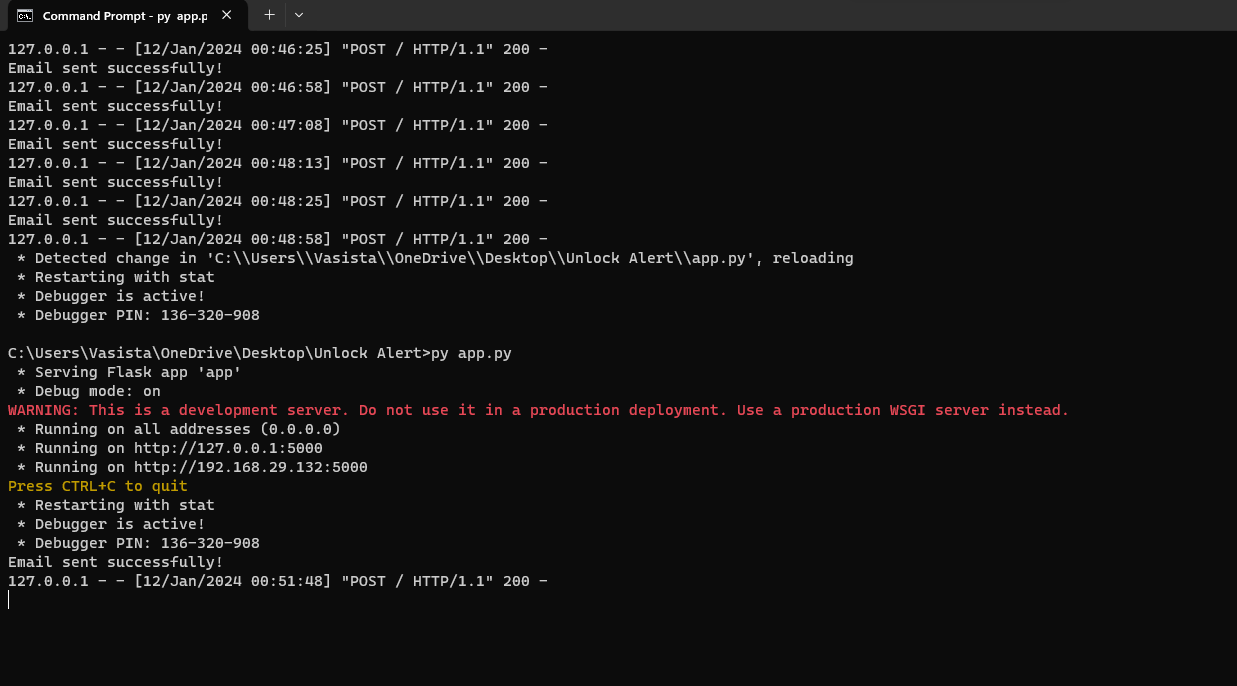 Command Prompt - py app.p
127.0.0.1 - - [12/Jan/2024 00:46:25] "POST / HTTP/1.1" 200 -
Email sent successfully!
127.0.0.1 - - [12/Jan/2024 00:46:58] "POST / HTTP/1.1" 200 -
Email sent successfully!
127.0.0.1 - - [12/Jan/2024 00:47:08] "POST / HTTP/1.1" 200 -
Email sent successfully!
127.0.0.1 - - [12/Jan/2024 00:48:13] "POST / HTTP/1.1" 200 -
Email sent successfully!
127.0.0.1 - - [12/Jan/2024 00:48:25] "POST / HTTP/1.1" 200 -
Email sent successfully!
127.0.0.1 - - [12/Jan/2024 00:48:58] "POST / HTTP/1.1" 200 -
 * Detected change in 'C:\\Users\\Vasista\\OneDrive\\Desktop\\Unlock Alert\\app.py', reloading
 * Restarting with stat
 * Debugger is active!
 * Debugger PIN: 136-320-908
C:\Users\Vasista\OneDrive\Desktop\Unlock Alert>py app.py
 * Serving Flask app 'app'
 * Debug mode: on
WARNING: This is a development server. Do not use it in a production deployment. Use a production WSGI server instead.
 * Running on all addresses (0.0.0.0)
 * Running on http://127.0.0.1:5000
 * Running on http://192.168.29.132:5000
Press CTRL+C to quit
 * Restarting with stat
 * Debugger is active!
 * Debugger PIN: 136-320-908
Email sent successfully!
127.0.0.1 - - [12/Jan/2024 00:51:48] "POST / HTTP/1.1" 200 -